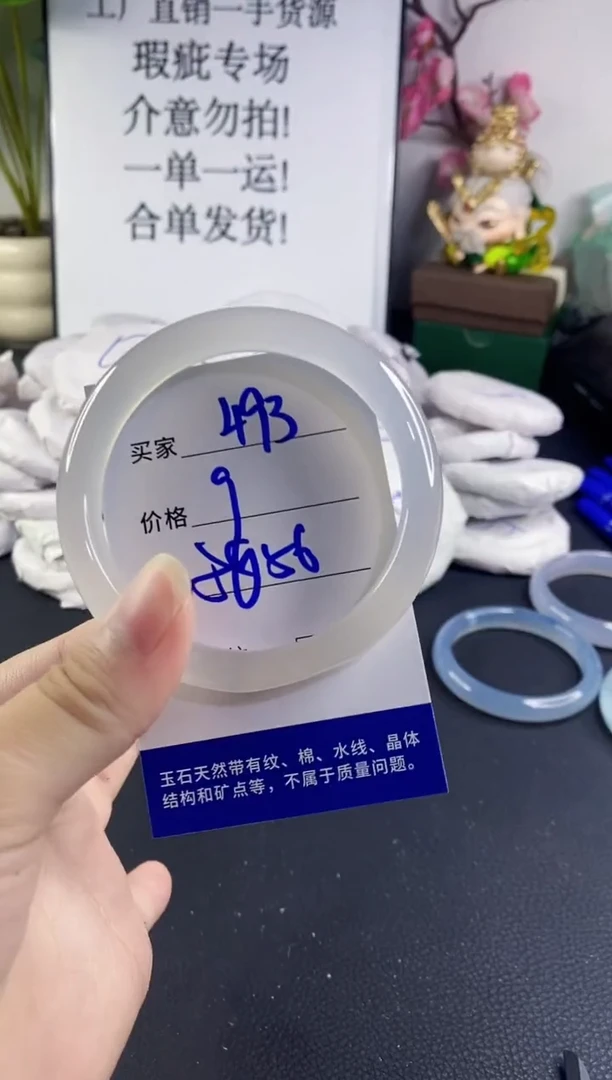 工厂直销一手货源
瑕疵专场
介意勿拍!
一单一运!
合单发货!
买家 493
价格 9
玉石天然带有纹、棉、水线、晶体
结构和矿点等，不属于质量问题。